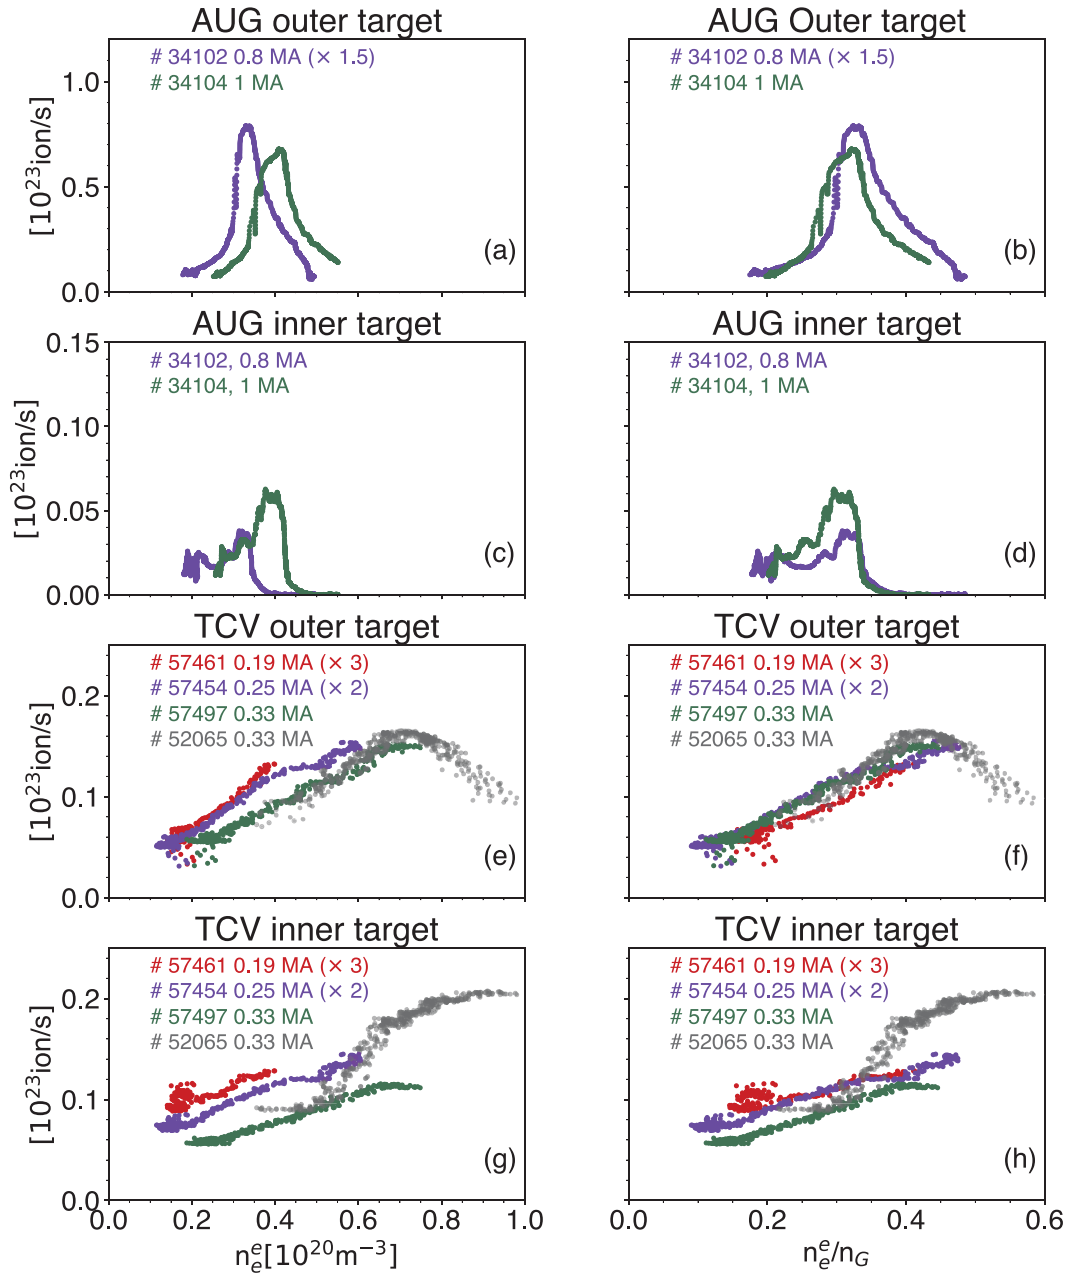 AUG outer target
AUG Outer target
# 34102 0.8 MA (× 1.5)
# 34104 1 MA
# 34102 0.8 MA (× 1.5)
# 34104 1 MA
1.0
0.5
0.0
[10²³ion/s]
(a)
(b)
AUG inner target
AUG inner target
# 34102, 0.8 MA
# 34104, 1 MA
# 34102, 0.8 MA
# 34104, 1 MA
0.15
0.10
0.05
0.00
[10²³ion/s]
(c)
(d)
TCV outer target
TCV outer target
# 57461 0.19 MA (× 3)
# 57454 0.25 MA (× 2)
# 57497 0.33 MA
# 52065 0.33 MA
# 57461 0.19 MA (× 3)
# 57454 0.25 MA (× 2)
# 57497 0.33 MA
# 52065 0.33 MA
0.2
0.1
0.0
[10²³ion/s]
(e)
(f)
TCV inner target
TCV inner target
# 57461 0.19 MA (× 3)
# 57454 0.25 MA (× 2)
# 57497 0.33 MA
# 52065 0.33 MA
# 57461 0.19 MA (× 3)
# 57454 0.25 MA (× 2)
# 57497 0.33 MA
# 52065 0.33 MA
0.2
0.1
0.0
[10²³ion/s]
(g)
(h)
0.0 0.2 0.4 0.6 0.8 1.0
0.0 0.2 0.4 0.6
nₑᵉ[10²⁰m⁻³]
nₑᵉ/n_G